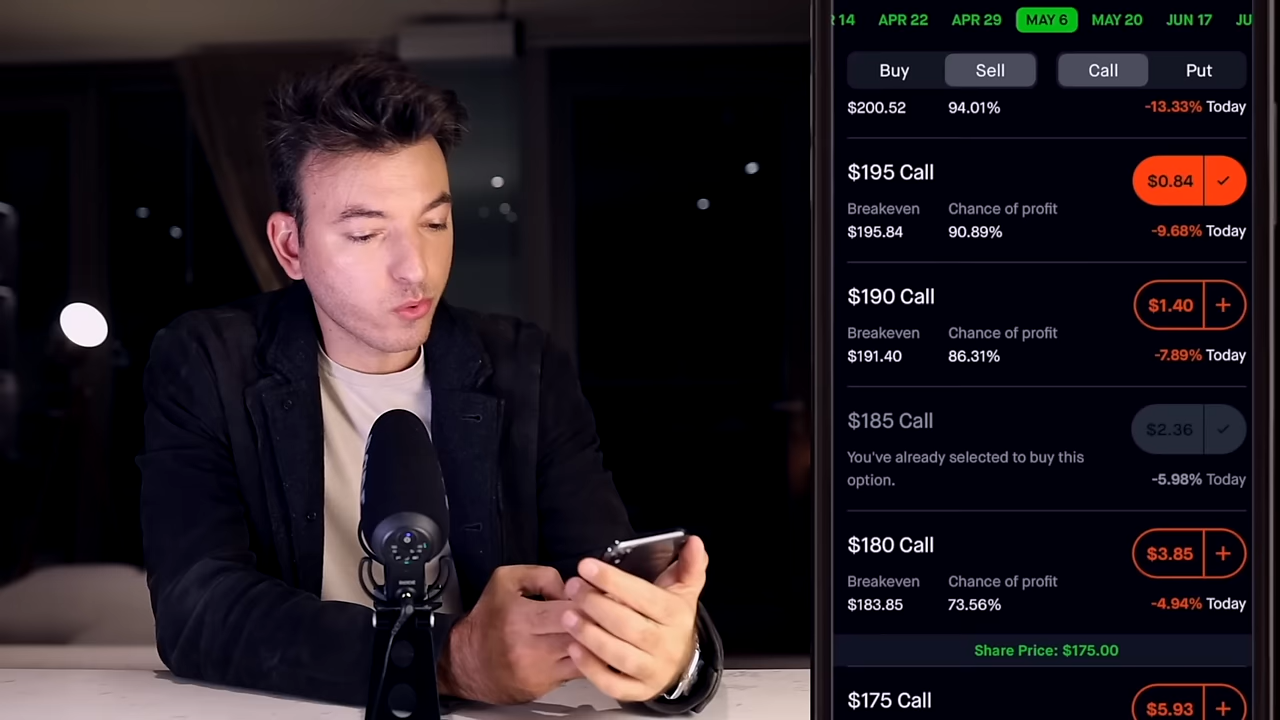 14 APR 22 APR 29 MAY 6 MAY 20 JUN 17 JU
Buy Sell Call Put
$200.52 94.01% -13.33% Today
$195 Call
$0.84
Breakeven Chance of profit
$195.84 90.89% -9.68% Today
$190 Call
$1.40 +
Breakeven Chance of profit
$191.40 86.31% -7.89% Today
$185 Call
$2.36
You've already selected to buy this
option.
-5.98% Today
$180 Call
$3.85 +
Breakeven Chance of profit
$183.85 73.56% -4.94% Today
Share Price: $175.00
$175 Call
$5.93 +